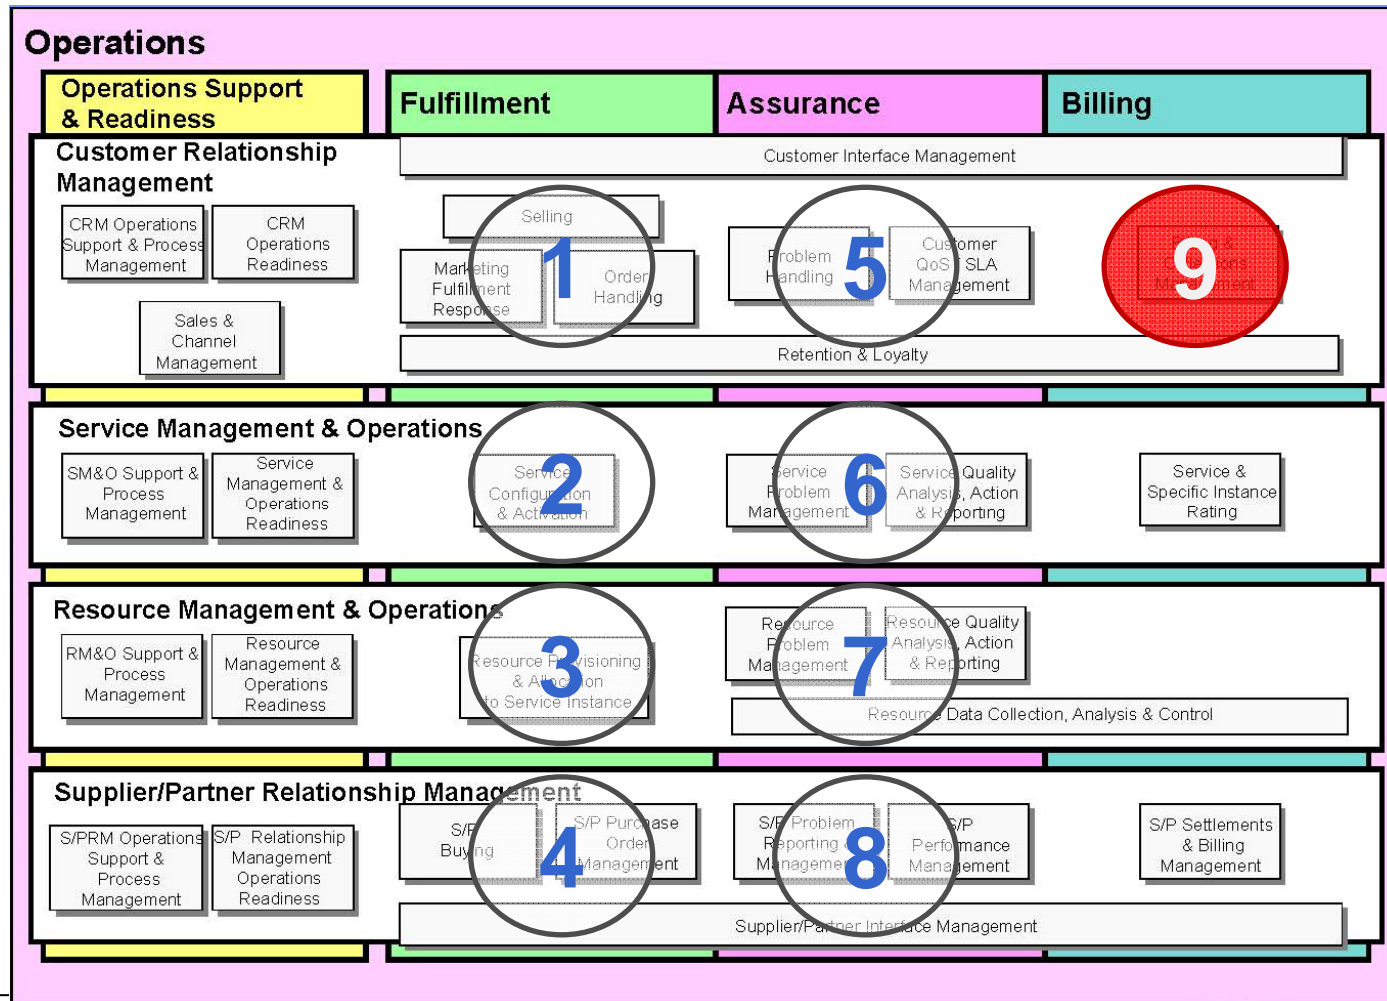 Operations
Operations Support
& Readiness
Fulfillment
Assurance
Billing
Customer Relationship
Management
Customer Interface Management
CRM Operations
Support & Process
Management
CRM
Operations
Readiness
Sales &
Channel
Management
Selling
Marketing
Fulfillment
Response
Order
Handling
1
Problem
Handling
Customer
QoS / SLA
Management
5
9
Retention & Loyalty
Service Management & Operations
SM&O Support &
Process
Management
Service
Management &
Operations
Readiness
Service
Configuration
& Activation
2
Service
Problem
Management
Service Quality
Analysis, Action
& Reporting
6
Service &
Specific Instance
Rating
Resource Management & Operations
RM&O Support &
Process
Management
Resource
Management &
Operations
Readiness
Resource Provisioning
& Allocation
to Service Instance
3
Resource
Problem
Management
Resource Quality
Analysis, Action
& Reporting
7
Resource Data Collection, Analysis & Control
Supplier/Partner Relationship Management
S/PRM Operations
Support &
Process
Management
S/P Relationship
Management
Operations
Readiness
S/P
Buying
S/P Purchase
Order
Management
4
S/P Problem
Reporting &
Management
S/P
Performance
Management
8
S/P Settlements
& Billing
Management
Supplier/Partner Interface Management